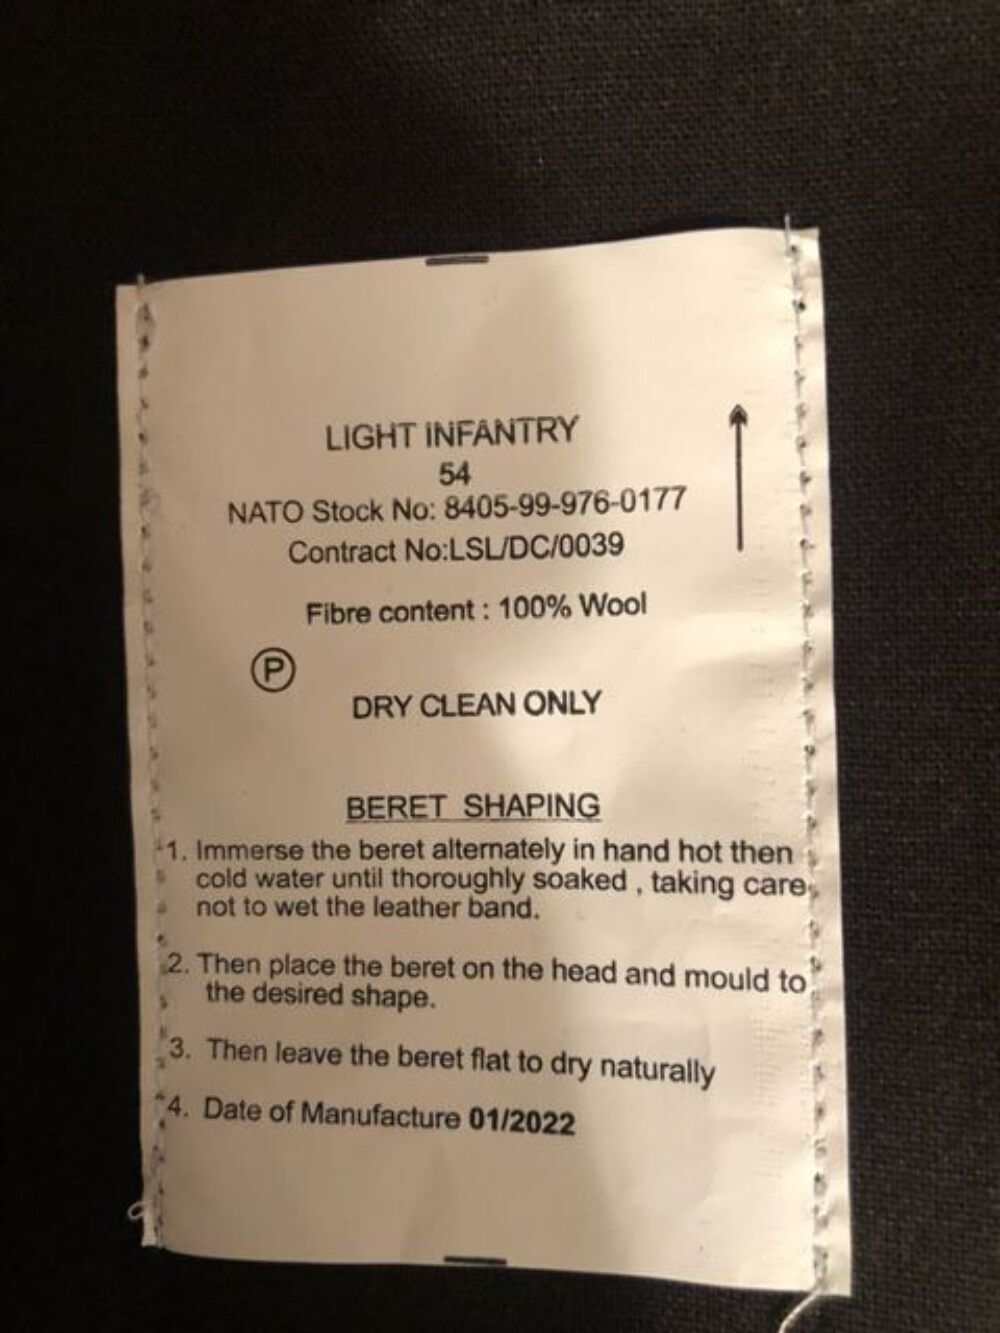 LIGHT INFANTRY
54
NATO Stock No: 8405-99-976-0177
Contract No:LSL/DC/0039
Fibre content : 100% Wool
P
DRY CLEAN ONLY
BERET SHAPING
1. Immerse the beret alternately in hand hot then
cold water until thoroughly soaked , taking care
not to wet the leather band.
2. Then place the beret on the head and mould to
the desired shape.
3. Then leave the beret flat to dry naturally
4. Date of Manufacture 01/2022